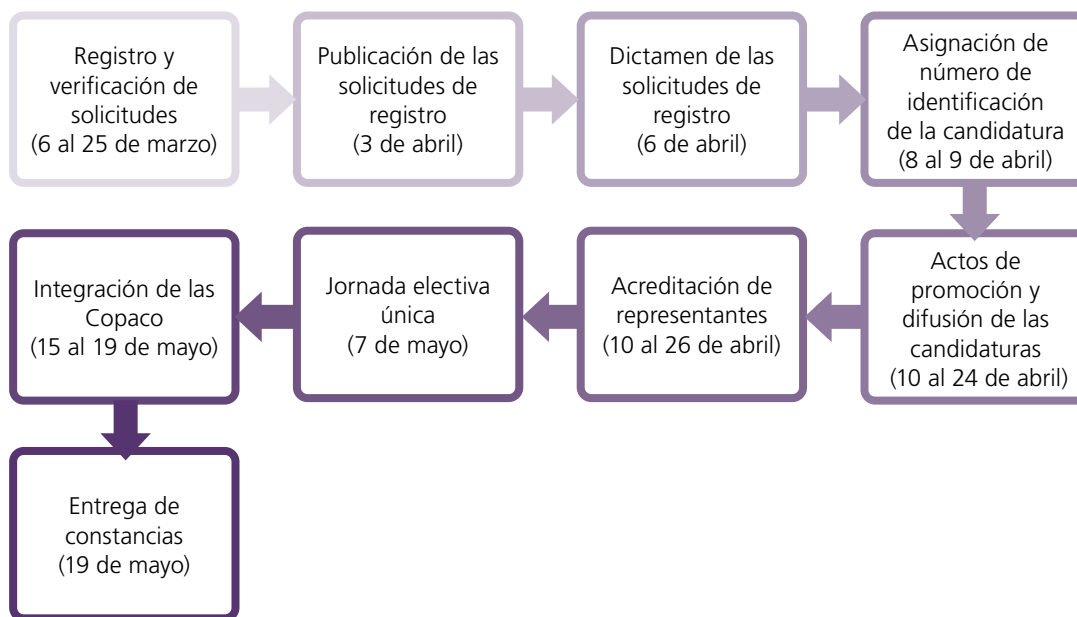 Registro y
verificación de
solicitudes
(6 al 25 de marzo)
Publicación de las
solicitudes de
registro
(3 de abril)
Dictamen de las
solicitudes de
registro
(6 de abril)
Asignación de
número de
identificación
de la candidatura
(8 al 9 de abril)
Actos de
promoción y
difusión de las
candidaturas
(10 al 24 de abril)
Acreditación de
representantes
(10 al 26 de abril)
Jornada electiva
única
(7 de mayo)
Integración de las
Copaco
(15 al 19 de mayo)
Entrega de
constancias
(19 de mayo)